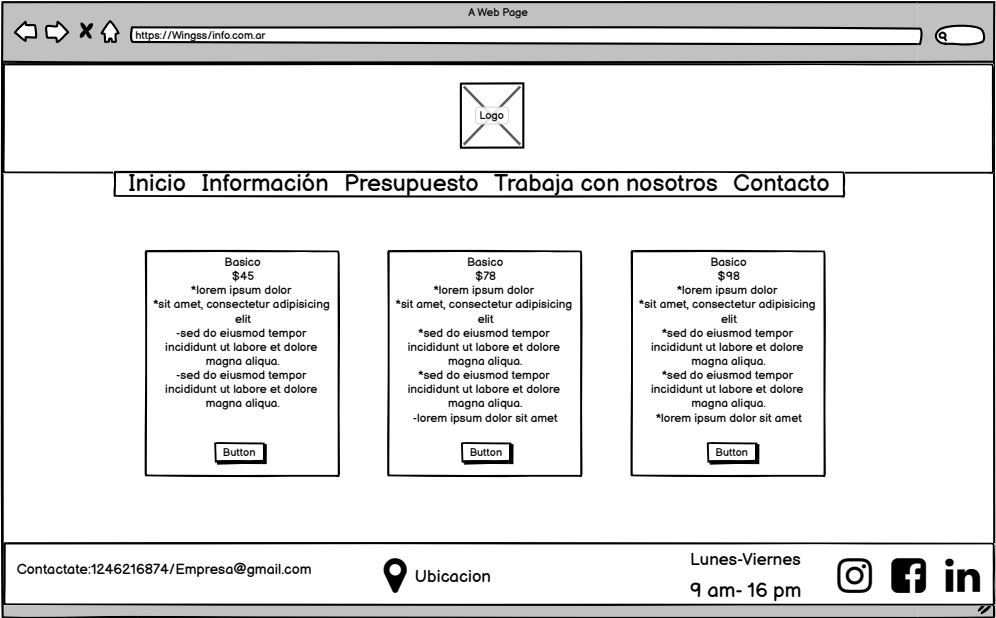 A Web Page
https://Wingss/info.com.ar
Logo
Inicio Información Presupuesto Trabaja con nosotros Contacto
Basico
$45
*lorem ipsum dolor
*sit amet, consectetur adipisicing
elit
-sed do eiusmod tempor
incididunt ut labore et dolore
magna aliqua.
-sed do eiusmod tempor
incididunt ut labore et dolore
magna aliqua.
Button
Basico
$78
*lorem ipsum dolor
*sit amet, consectetur adipisicing
elit
*sed do eiusmod tempor
incididunt ut labore et dolore
magna aliqua.
*sed do eiusmod tempor
incididunt ut labore et dolore
magna aliqua.
-lorem ipsum dolor sit amet
Button
Basico
$98
*lorem ipsum dolor
*sit amet, consectetur adipisicing
elit
*sed do eiusmod tempor
incididunt ut labore et dolore
magna aliqua.
*sed do eiusmod tempor
incididunt ut labore et dolore
magna aliqua.
*lorem ipsum dolor sit amet
Button
Contactate:1246216874/Empresa@gmail.com
Ubicacion
Lunes-Viernes
9 am- 16 pm